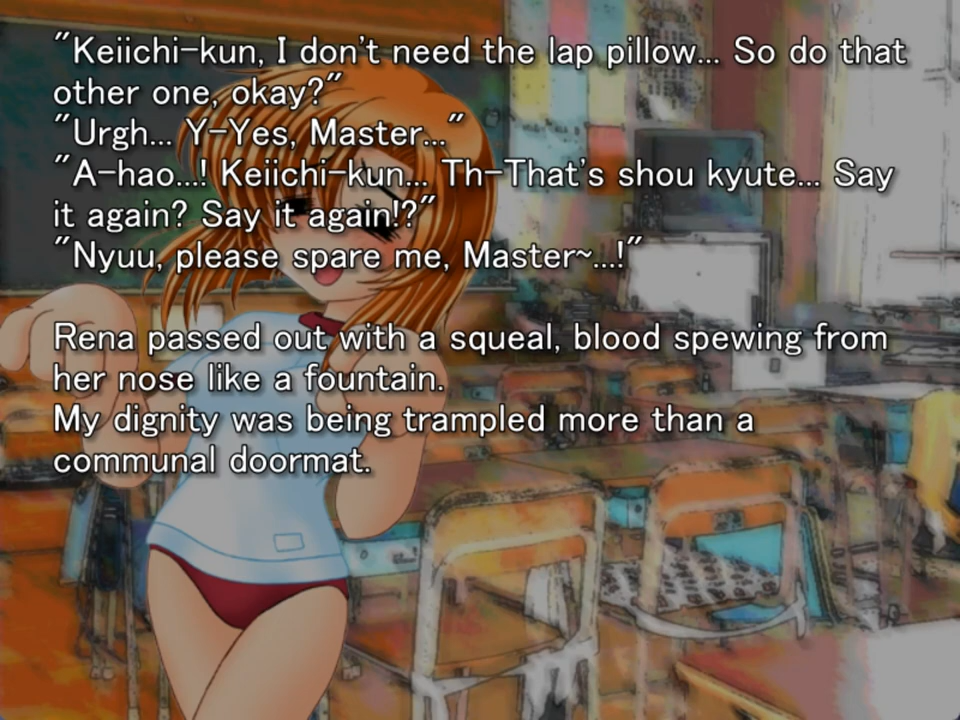 "Keiichi-kun, I don't need the lap pillow... So do that
other one, okay?"
"Urgh... Y-Yes, Master..."
"A-hao...! Keiichi-kun... Th-That's shou kyute... Say
it again? Say it again!?"
"Nyuu, please spare me, Master~...!"
Rena passed out with a squeal, blood spewing from
her nose like a fountain.
My dignity was being trampled more than a
communal doormat.